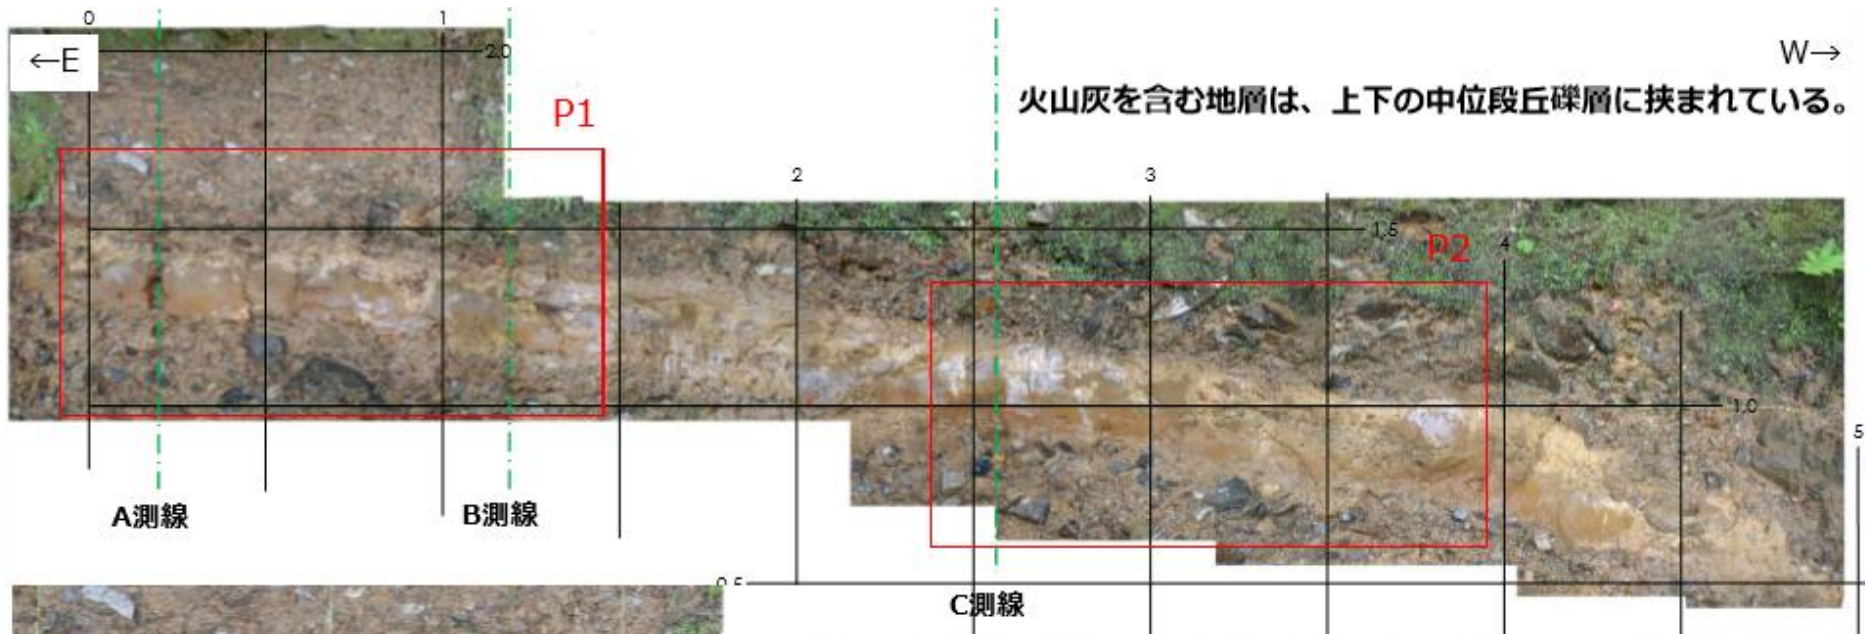 0
1
2.0
←E
W→
火山灰を含む地層は、上下の中位段丘礫層に挟まれている。
P1
2
3
1.5
P2
4
1.0
5
A測線
B測線
0.5
C測線